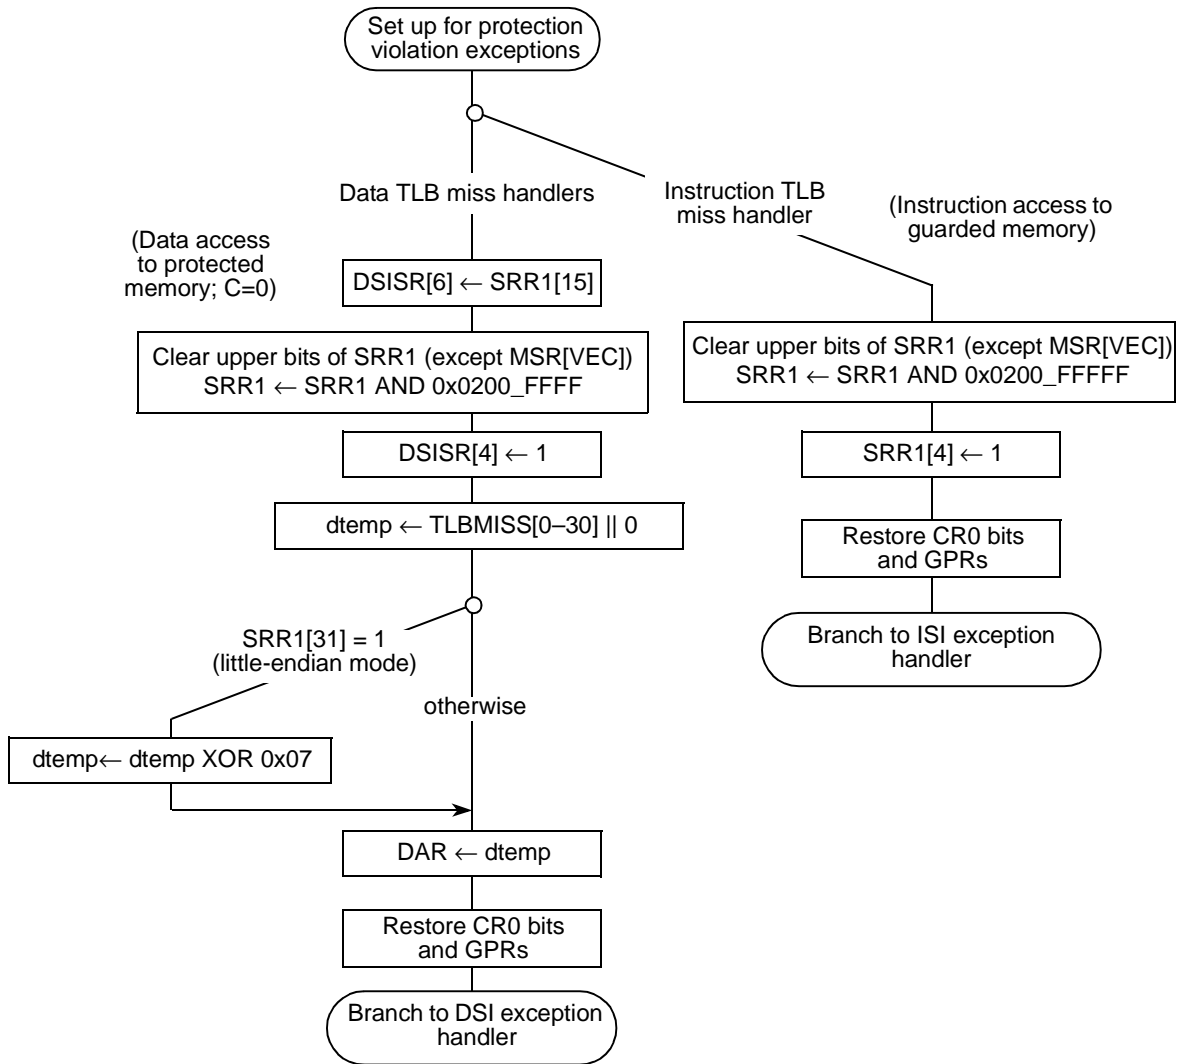 Set up for protection
violation exceptions
Data TLB miss handlers
Instruction TLB
miss handler
(Instruction access to
guarded memory)
(Data access
to protected
memory; C=0)
DSISR[6] ← SRR1[15]
Clear upper bits of SRR1 (except MSR[VEC])
SRR1 ← SRR1 AND 0x0200_FFFF
Clear upper bits of SRR1 (except MSR[VEC])
SRR1 ← SRR1 AND 0x0200_FFFFF
DSISR[4] ← 1
SRR1[4] ← 1
dtemp ← TLBMISS[0–30] || 0
Restore CR0 bits
and GPRs
SRR1[31] = 1
(little-endian mode)
Branch to ISI exception
handler
otherwise
dtemp← dtemp XOR 0x07
DAR ← dtemp
Restore CR0 bits
and GPRs
Branch to DSI exception
handler